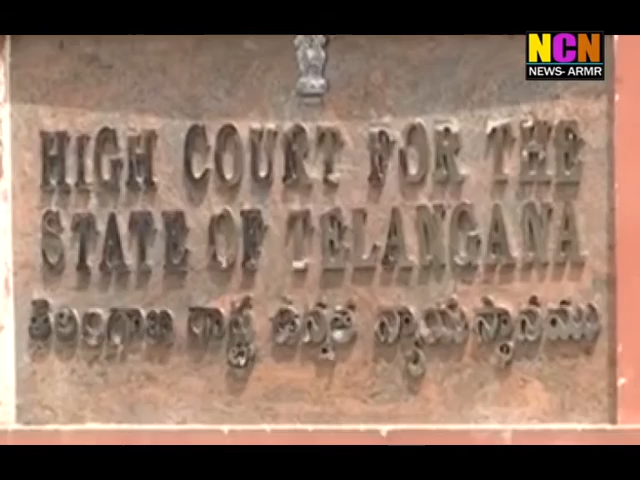 NCN
NEWS- ARMR
HIGH COURT FOR THE
STATE OF TELANGANA
తెలంగాణ రాష్ట్ర ఉన్నత న్యాయస్థానము